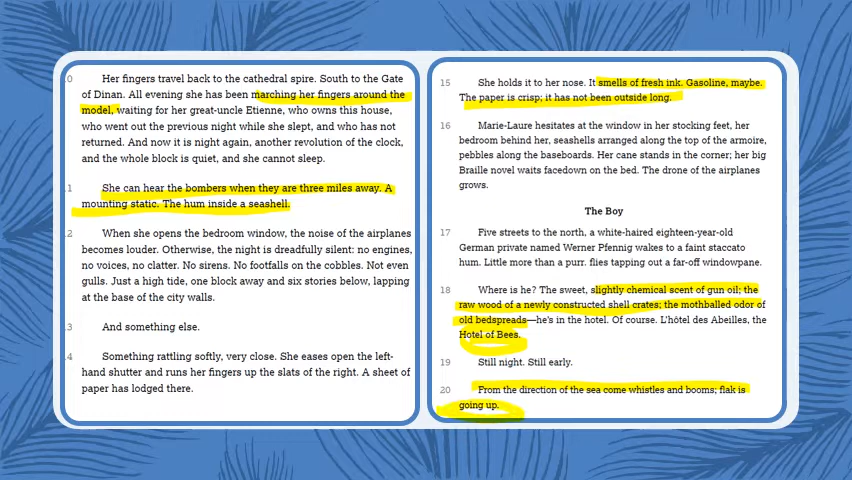 0 Her fingers travel back to the cathedral spire. South to the Gate
of Dinan. All evening she has been marching her fingers around the
model, waiting for her great-uncle Etienne, who owns this house,
who went out the previous night while she slept, and who has not
returned. And now it is night again, another revolution of the clock,
and the whole block is quiet, and she cannot sleep.
1 She can hear the bombers when they are three miles away. A
mounting static. The hum inside a seashell.
2 When she opens the bedroom window, the noise of the airplanes
becomes louder. Otherwise, the night is dreadfully silent: no engines,
no voices, no clatter. No sirens. No footfalls on the cobbles. Not even
gulls. Just a high tide, one block away and six stories below, lapping
at the base of the city walls.
3 And something else.
4 Something rattling softly, very close. She eases open the left-
hand shutter and runs her fingers up the slats of the right. A sheet of
paper has lodged there.
15 She holds it to her nose. It smells of fresh ink. Gasoline, maybe.
The paper is crisp; it has not been outside long.
16 Marie-Laure hesitates at the window in her stocking feet, her
bedroom behind her, seashells arranged along the top of the armoire,
pebbles along the baseboards. Her cane stands in the corner; her big
Braille novel waits facedown on the bed. The drone of the airplanes
grows.
The Boy
17 Five streets to the north, a white-haired eighteen-year-old
German private named Werner Pfennig wakes to a faint staccato
hum. Little more than a purr. flies tapping out a far-off windowpane.
18 Where is he? The sweet, slightly chemical scent of gun oil; the
raw wood of a newly constructed shell crates; the mothballed odor of
old bedspreads—he's in the hotel. Of course. L'hôtel des Abeilles, the
Hotel of Bees.
19 Still night. Still early.
20 From the direction of the sea come whistles and booms; flak is
going up.